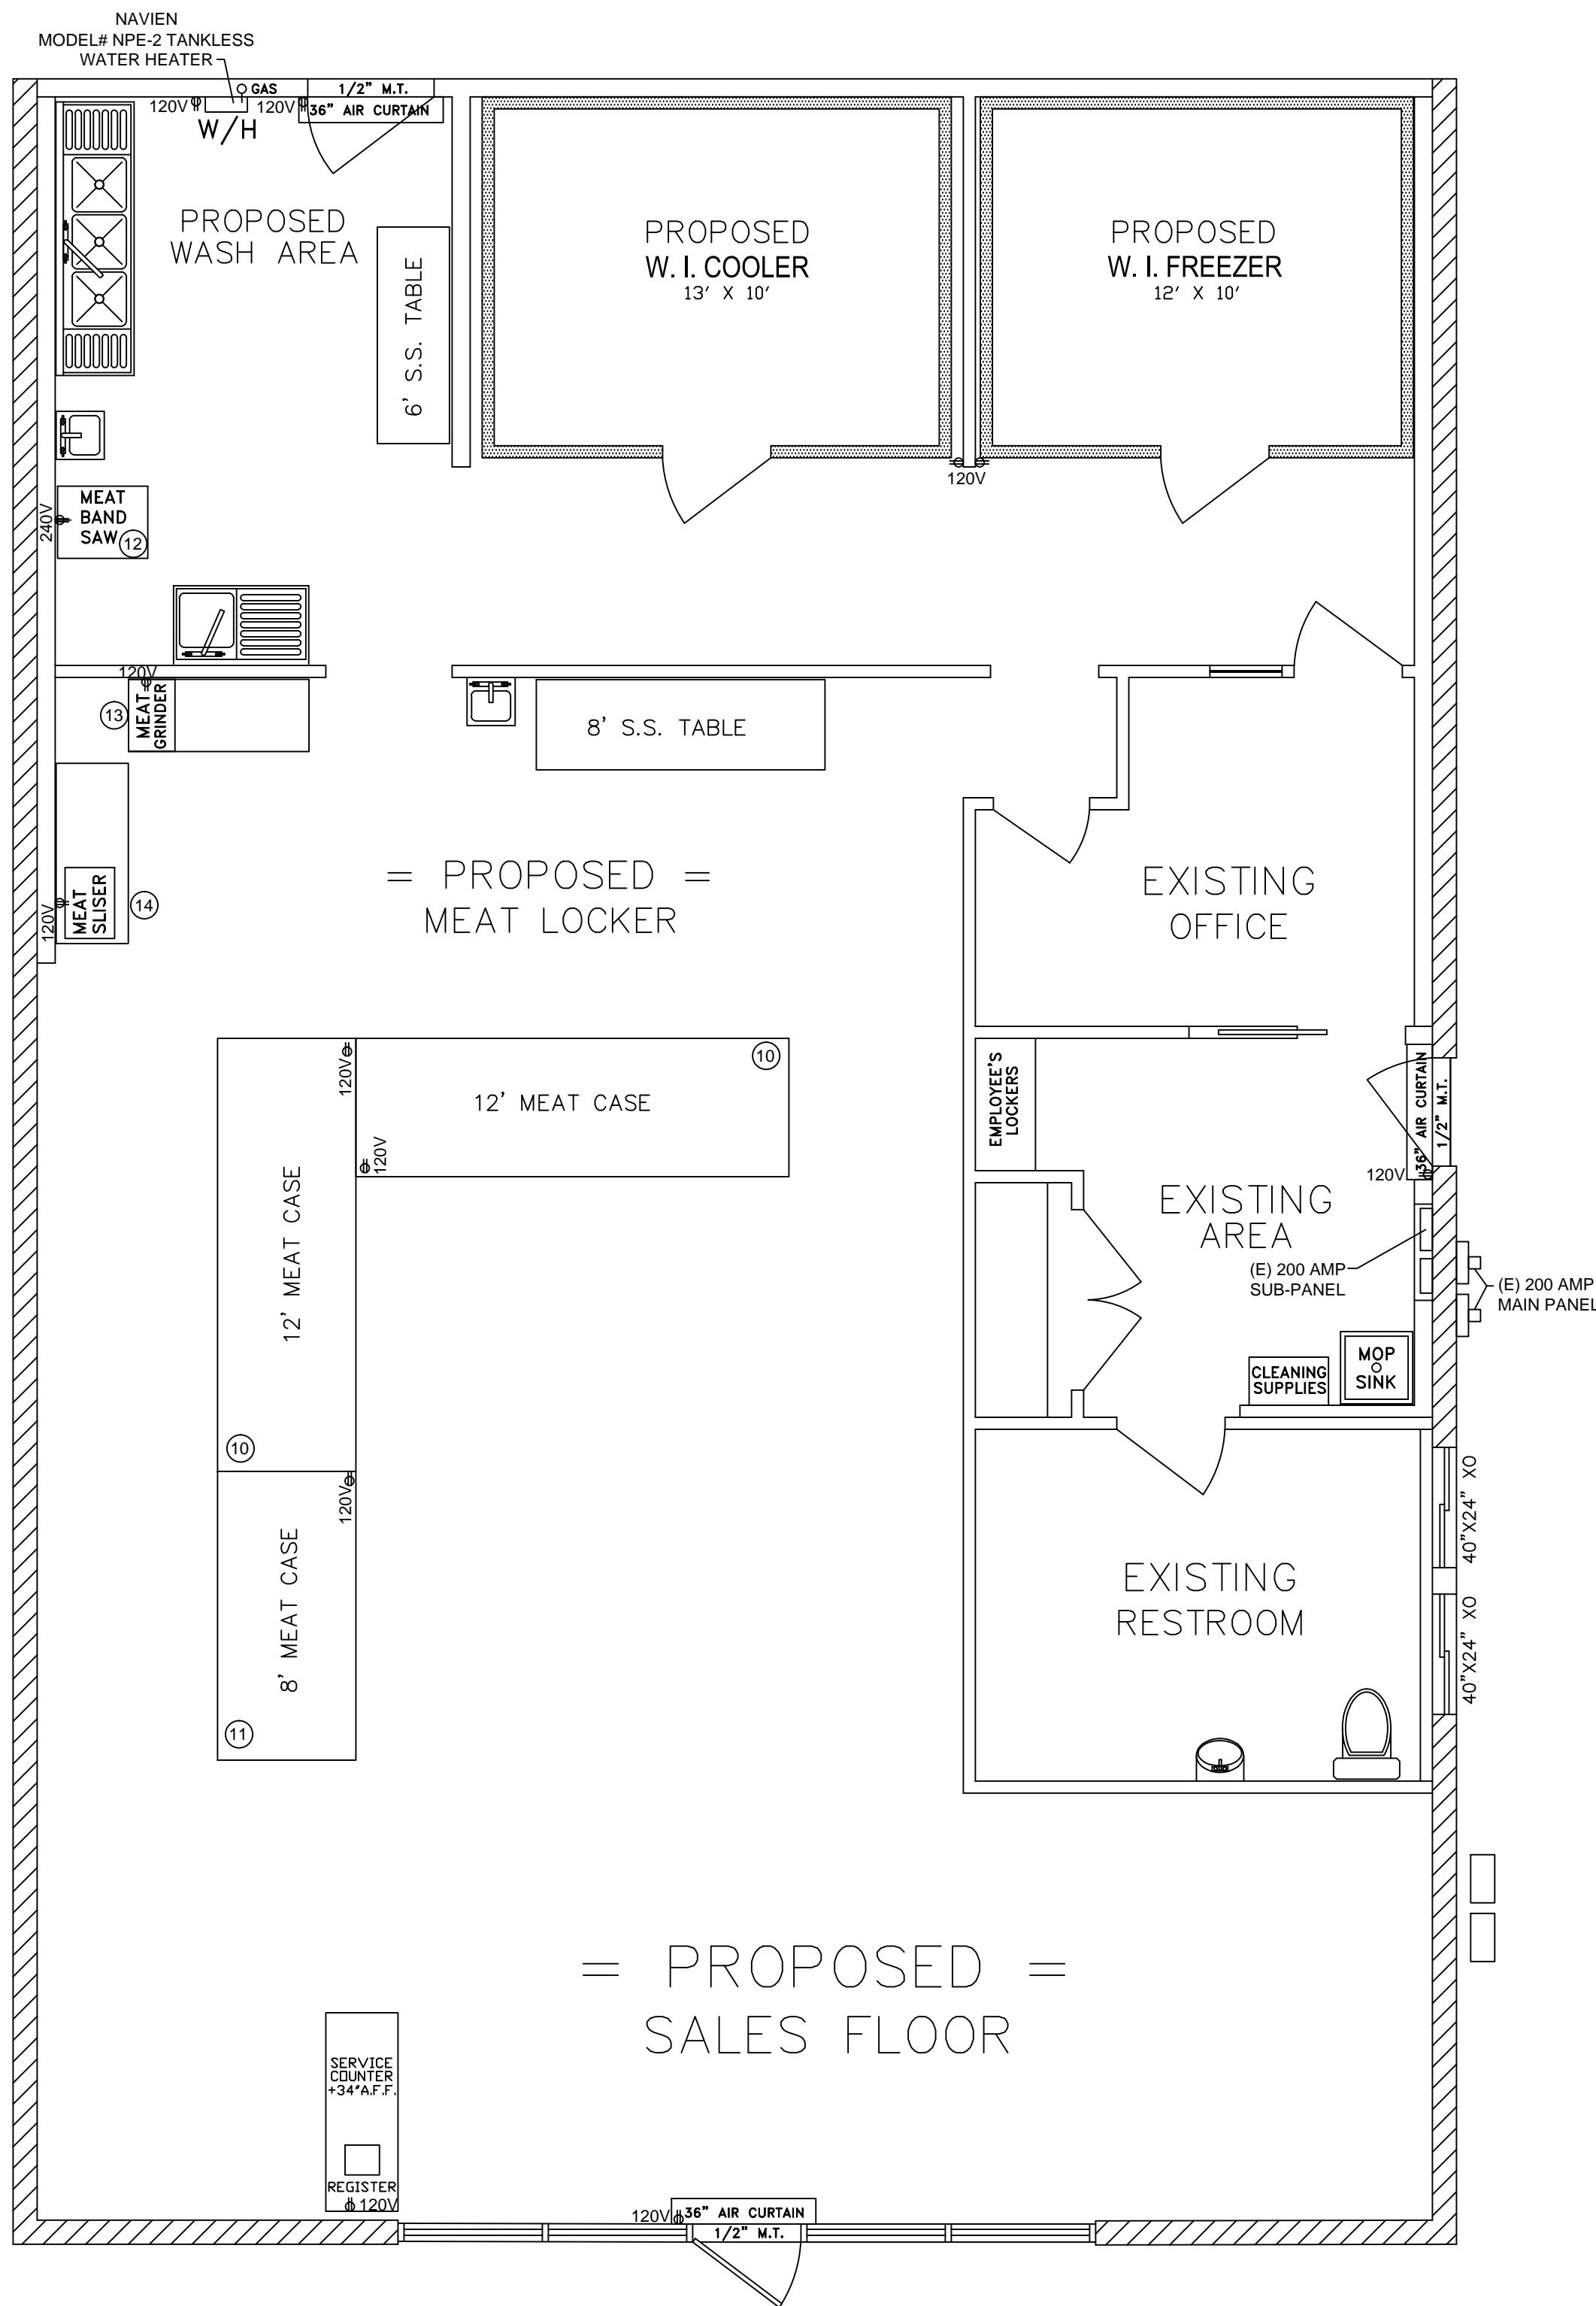 NAVIEN
MODEL# NPE-2 TANKLESS
WATER HEATER
GAS
1/2" M.T.
120V
120V
36" AIR CURTAIN
W/H
PROPOSED
WASH AREA
6' S.S. TABLE
PROPOSED
W. I. COOLER
13' X 10'
PROPOSED
W. I. FREEZER
12' X 10'
120V
240V
MEAT
BAND
SAW
12
120V
13
MEAT
GRINDER
8' S.S. TABLE
120V
MEAT
SLISER
14
= PROPOSED =
MEAT LOCKER
EXISTING
OFFICE
120V
12' MEAT CASE
10
120V
12' MEAT CASE
10
120V
8' MEAT CASE
11
EMPLOYEE'S
LOCKERS
36" AIR CURTAIN
1/2" M.T.
120V
EXISTING
AREA
(E) 200 AMP
SUB-PANEL
(E) 200 AMP
MAIN PANEL
CLEANING
SUPPLIES
MOP
SINK
40"X24" XO
40"X24" XO
EXISTING
RESTROOM
= PROPOSED =
SALES FLOOR
SERVICE
COUNTER
+34"A.F.F.
REGISTER
120V
120V
36" AIR CURTAIN
1/2" M.T.